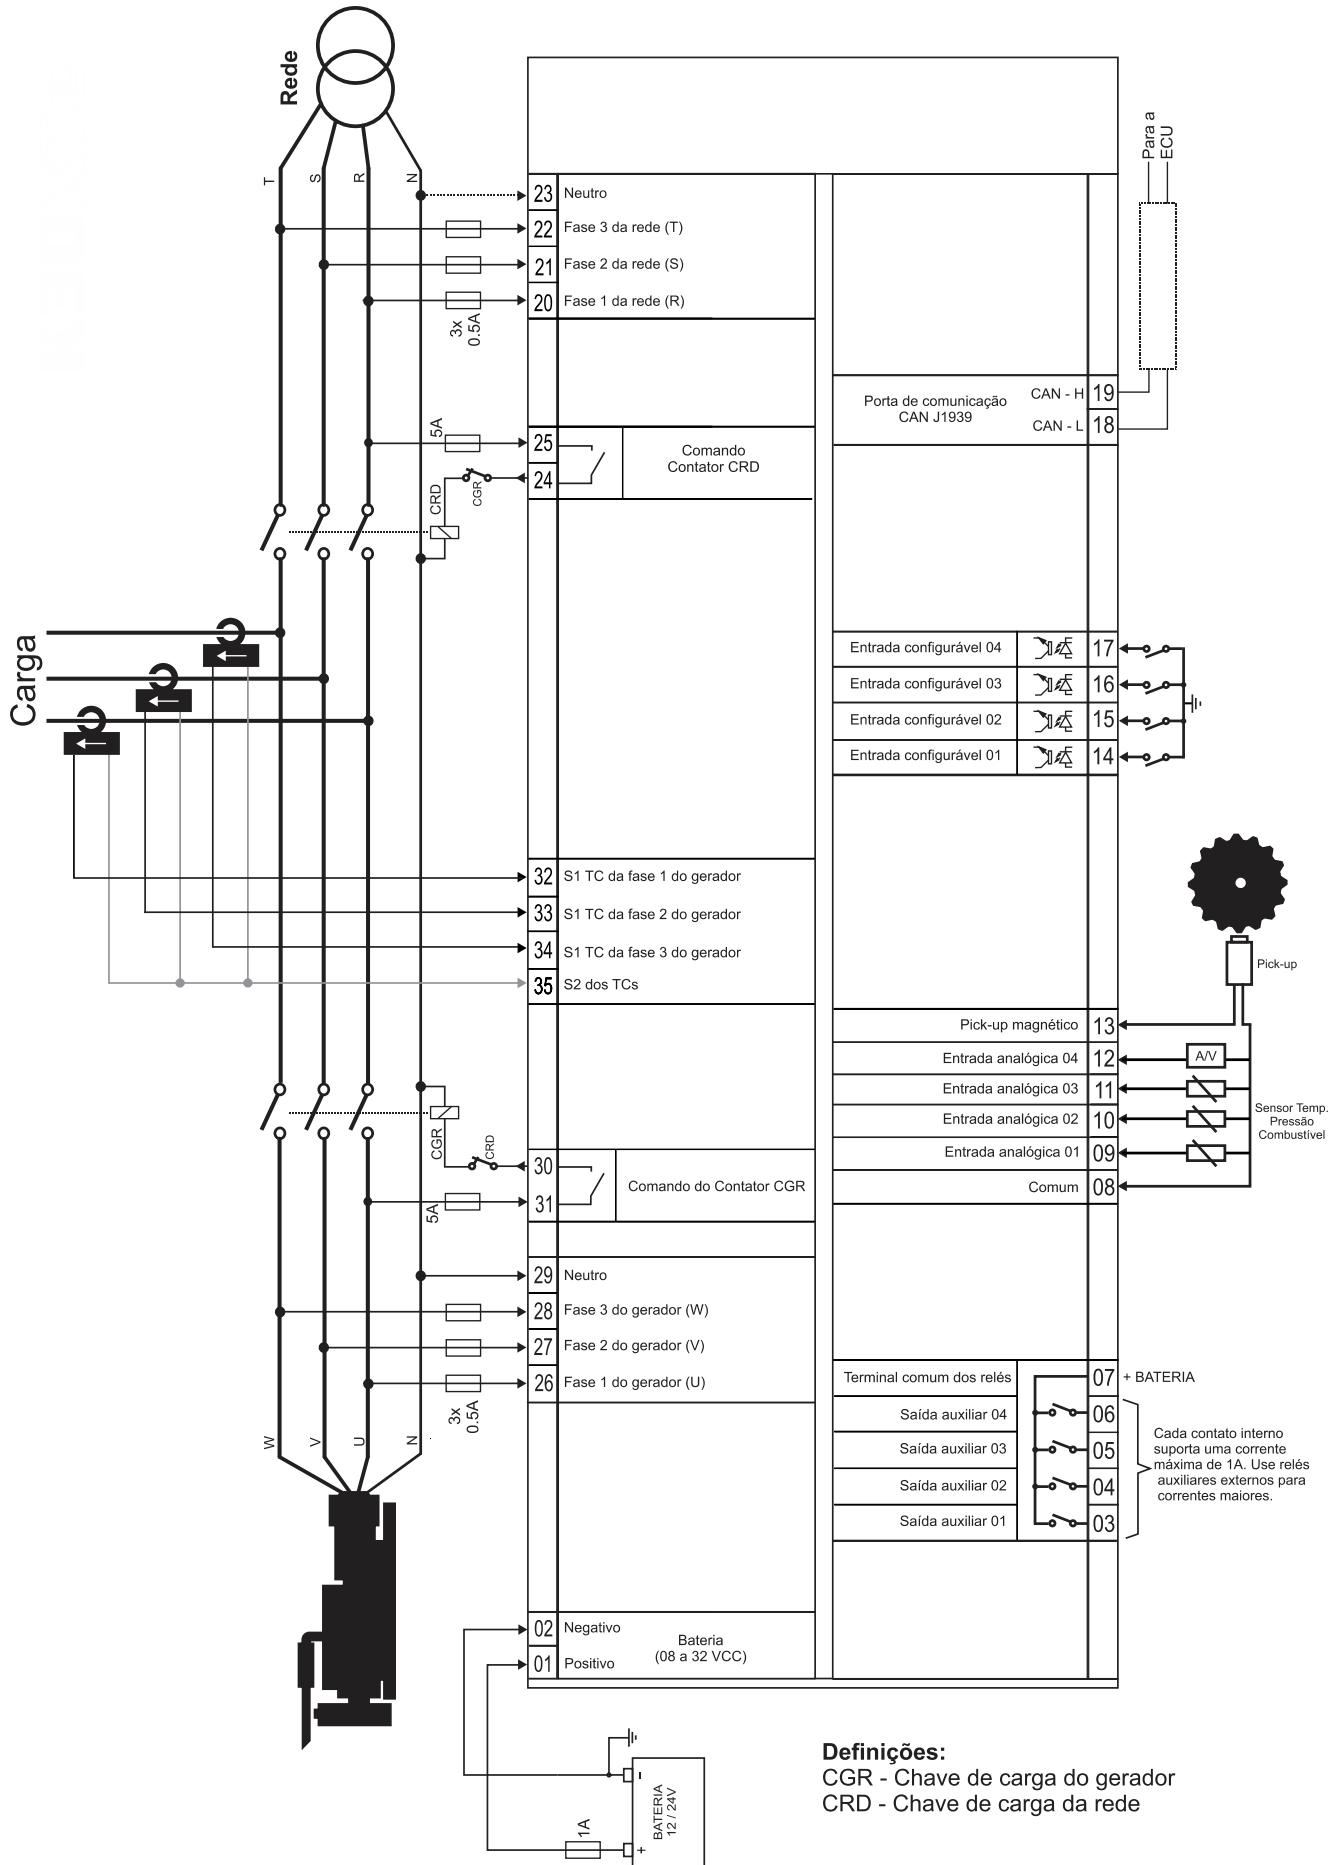 Rede
T
S
R
N
23 Neutro
22 Fase 3 da rede (T)
21 Fase 2 da rede (S)
20 Fase 1 da rede (R)
3x
0.5A
Para a
ECU
Porta de comunicação
CAN J1939
CAN - H 19
CAN - L 18
5A
25
24
Comando
Contator CRD
CRD
CGR
Carga
Entrada configurável 04 17
Entrada configurável 03 16
Entrada configurável 02 15
Entrada configurável 01 14
32 S1 TC da fase 1 do gerador
33 S1 TC da fase 2 do gerador
34 S1 TC da fase 3 do gerador
35 S2 dos TCs
Pick-up
Pick-up magnético 13
Entrada analógica 04 12
A/V
Entrada analógica 03 11
Entrada analógica 02 10
Entrada analógica 01 09
Comum 08
Sensor Temp.
Pressão
Combustível
CGR
CRD
30
31
Comando do Contator CGR
5A
29 Neutro
28 Fase 3 do gerador (W)
27 Fase 2 do gerador (V)
26 Fase 1 do gerador (U)
3x
0.5A
W
V
U
N
Terminal comum dos relés 07 + BATERIA
Saída auxiliar 04 06
Saída auxiliar 03 05
Saída auxiliar 02 04
Saída auxiliar 01 03
Cada contato interno
suporta uma corrente
máxima de 1A. Use relés
auxiliares externos para
correntes maiores.
02 Negativo
01 Positivo
Bateria
(08 a 32 VCC)
1A
BATERIA
12 / 24V
-
+
Definições:
CGR - Chave de carga do gerador
CRD - Chave de carga da rede